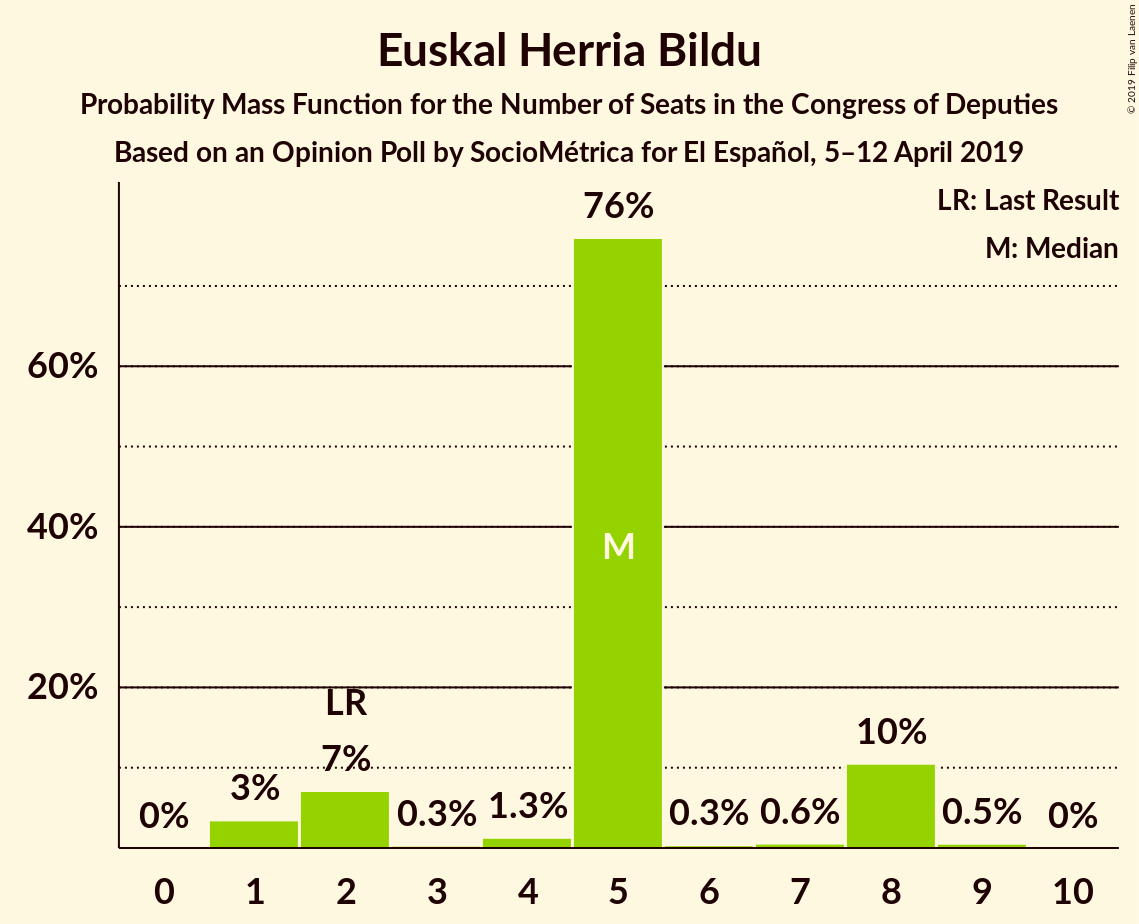 Euskal Herria Bildu
Probability Mass Function for the Number of Seats in the Congress of Deputies
Based on an Opinion Poll by SocioMétrica for El Español, 5–12 April 2019
© 2019 Filip van Laenen
LR: Last Result
M: Median
60%
40%
20%
0%
3%
LR
7%
0.3%
1.3%
76%
M
0.3%
0.6%
10%
0.5%
0%
0 1 2 3 4 5 6 7 8 9 10